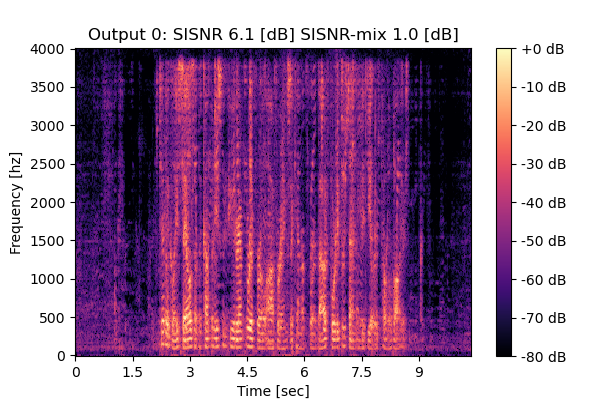 Output 0: SISNR 6.1 [dB] SISNR-mix 1.0 [dB]
4000
3500
3000
2500
2000
1500
1000
500
0
Frequency [hz]
0 1.5 3 4.5 6 7.5 9
Time [sec]
+0 dB
-10 dB
-20 dB
-30 dB
-40 dB
-50 dB
-60 dB
-70 dB
-80 dB